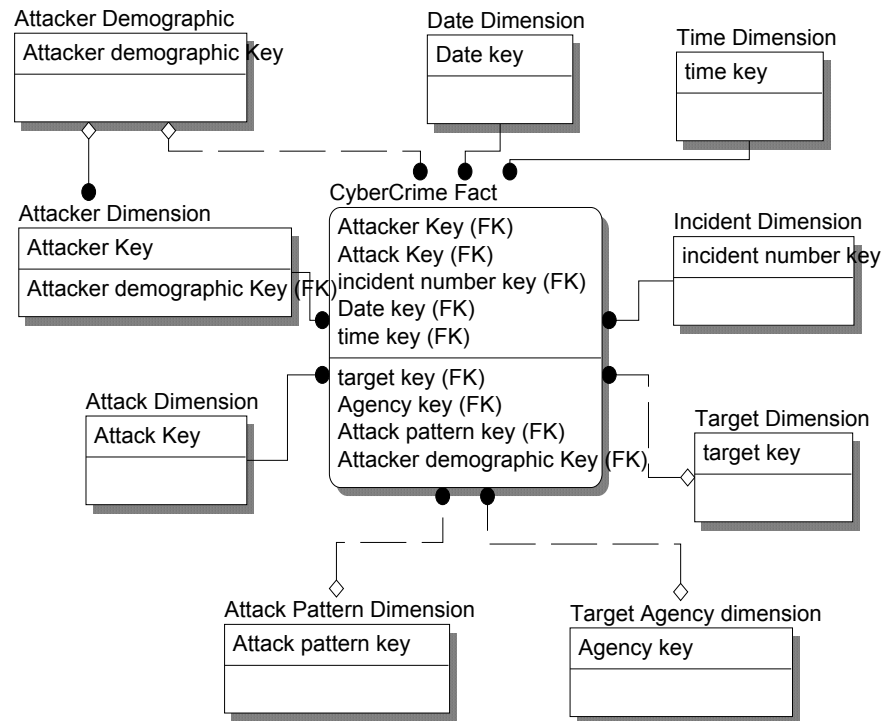 Attacker Demographic
Attacker demographic Key
Date Dimension
Date key
Time Dimension
time key
Attacker Dimension
Attacker Key
Attacker demographic Key (FK)
CyberCrime Fact
Attacker Key (FK)
Attack Key (FK)
incident number key (FK)
Date key (FK)
time key (FK)
target key (FK)
Agency key (FK)
Attack pattern key (FK)
Attacker demographic Key (FK)
Incident Dimension
incident number key
Attack Dimension
Attack Key
Target Dimension
target key
Attack Pattern Dimension
Attack pattern key
Target Agency dimension
Agency key